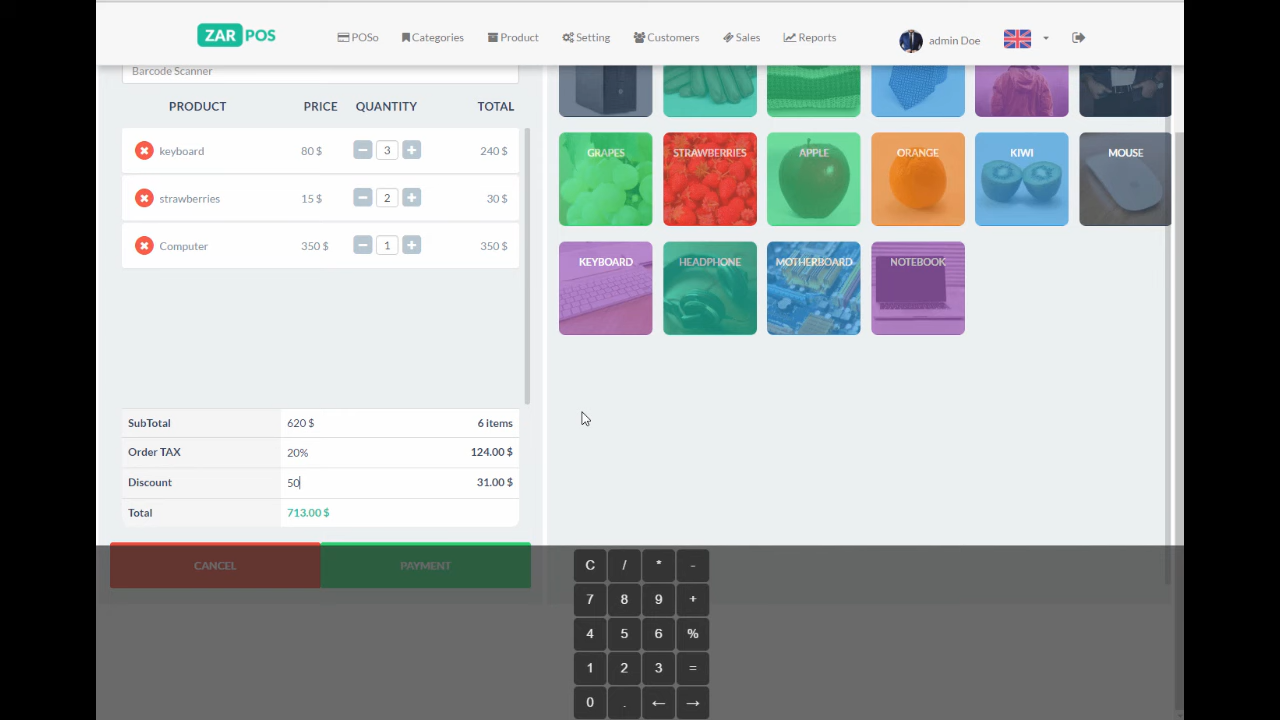 ZAR POS
POSo
Categories
Product
Setting
Customers
Sales
Reports
admin Doe
Barcode Scanner
PRODUCT PRICE QUANTITY TOTAL
keyboard 80 $ 3 240 $
strawberries 15 $ 2 30 $
Computer 350 $ 1 350 $
SubTotal 620 $ 6 items
Order TAX 20% 124.00 $
Discount 50 31.00 $
Total 713.00 $
CANCEL PAYMENT
GRAPES STRAWBERRIES APPLE ORANGE KIWI MOUSE
KEYBOARD HEADPHONE MOTHERBOARD NOTEBOOK
C / * -
7 8 9 +
4 5 6 %
1 2 3 =
0 . ← →